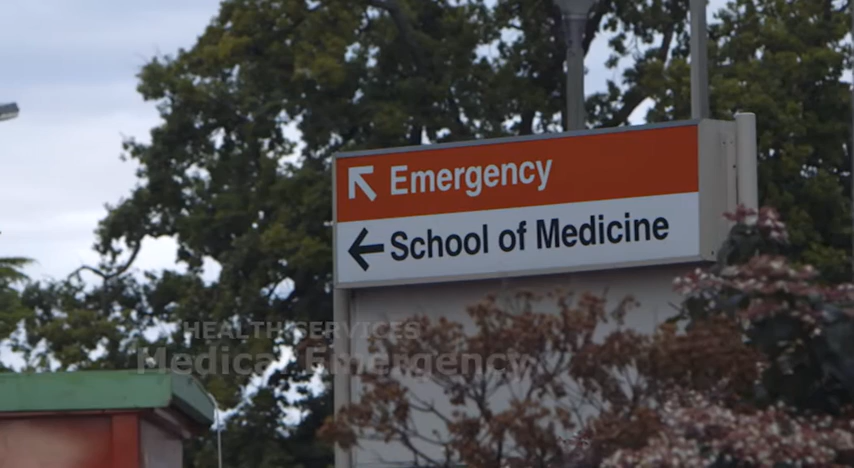 Emergency
School of Medicine
HEALTH SERVICES
Medical Emergency